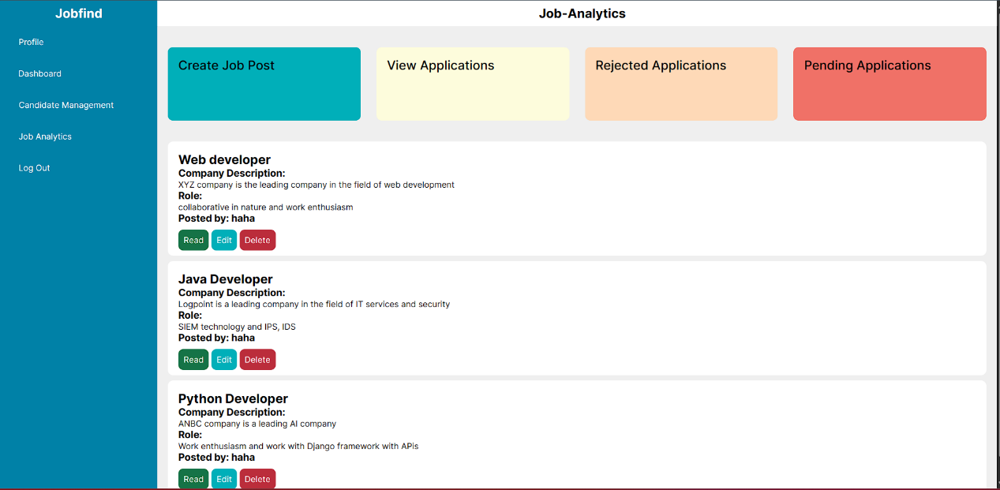 Jobfind
Job-Analytics
Profile
Dashboard
Candidate Management
Job Analytics
Log Out
Create Job Post
View Applications
Rejected Applications
Pending Applications
Web developer
Company Description:
XYZ company is the leading company in the field of web development
Role:
collaborative in nature and work enthusiasm
Posted by: haha
Read Edit Delete
Java Developer
Company Description:
Logpoint is a leading company in the field of IT services and security
Role:
SIEM technology and IPS, IDS
Posted by: haha
Read Edit Delete
Python Developer
Company Description:
ANBC company is a leading AI company
Role:
Work enthusiasm and work with Django framework with APis
Posted by: haha
Read Edit Delete